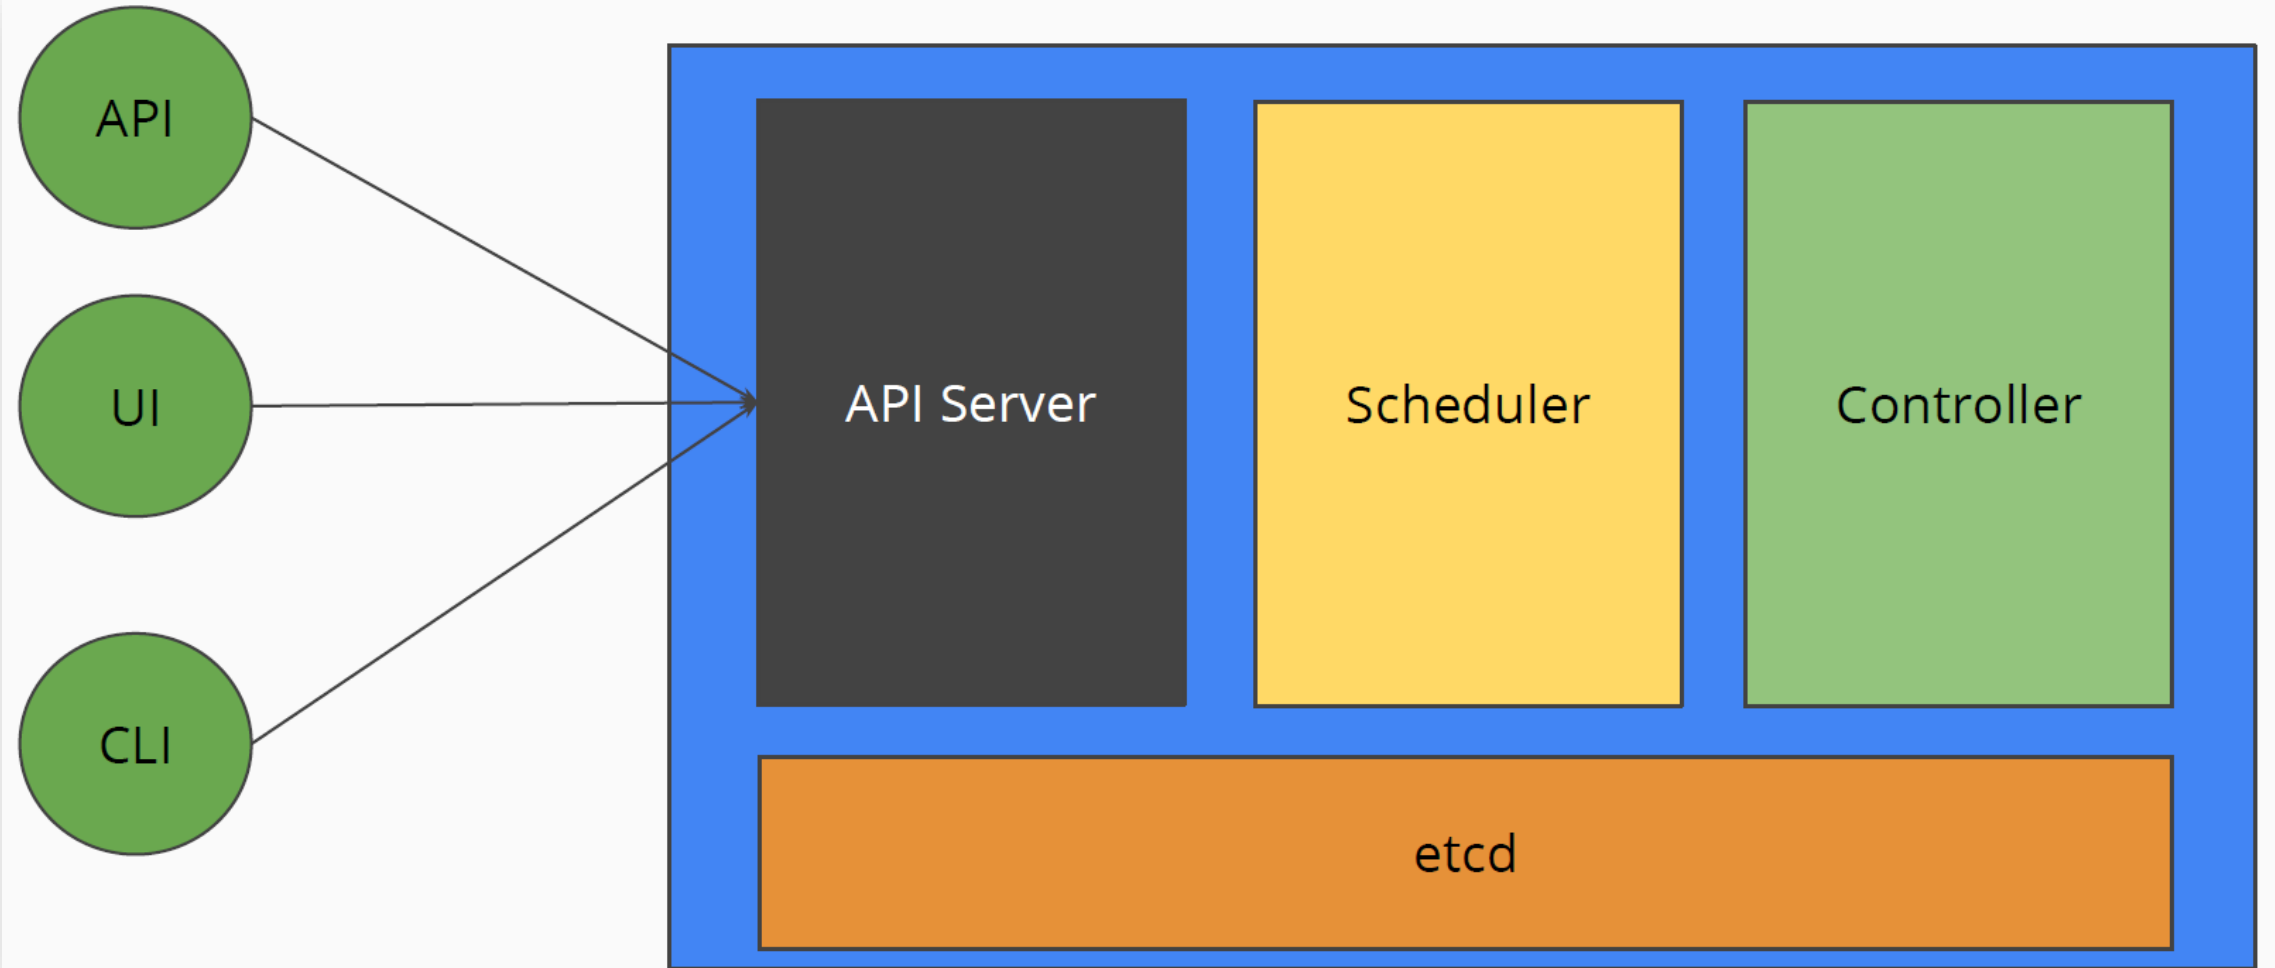 API
UI
CLI
API Server
Scheduler
Controller
etcd